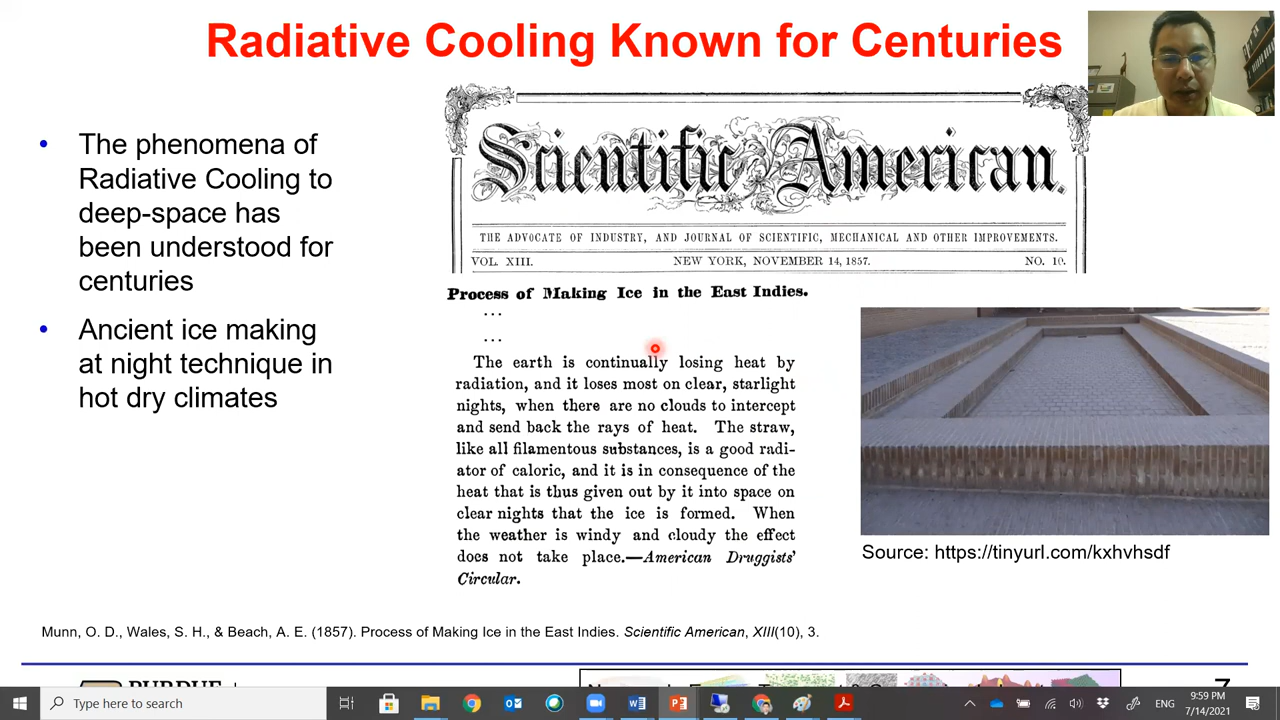 Radiative Cooling Known for Centuries
• The phenomena of
Radiative Cooling to
deep-space has
been understood for
centuries
• Ancient ice making
at night technique in
hot dry climates
Scientific American.
THE ADVOCATE OF INDUSTRY, AND JOURNAL OF SCIENTIFIC, MECHANICAL AND OTHER IMPROVEMENTS.
VOL. XIII. NEW YORK, NOVEMBER 14, 1857. NO. 10.
Process of Making Ice in the East Indies.
...
...
The earth is continually losing heat by
radiation, and it loses most on clear, starlight
nights, when there are no clouds to intercept
and send back the rays of heat. The straw,
like all filamentous substances, is a good radi-
ator of caloric, and it is in consequence of the
heat that is thus given out by it into space on
clear nights that the ice is formed. When
the weather is windy and cloudy the effect
does not take place.—American Druggists'
Circular.
Source: https://tinyurl.com/kxhvhsdf
Munn, O. D., Wales, S. H., & Beach, A. E. (1857). Process of Making Ice in the East Indies. Scientific American, XIII(10), 3.
PURDUE
7
Type here to search
ENG
9:59 PM
7/14/2021